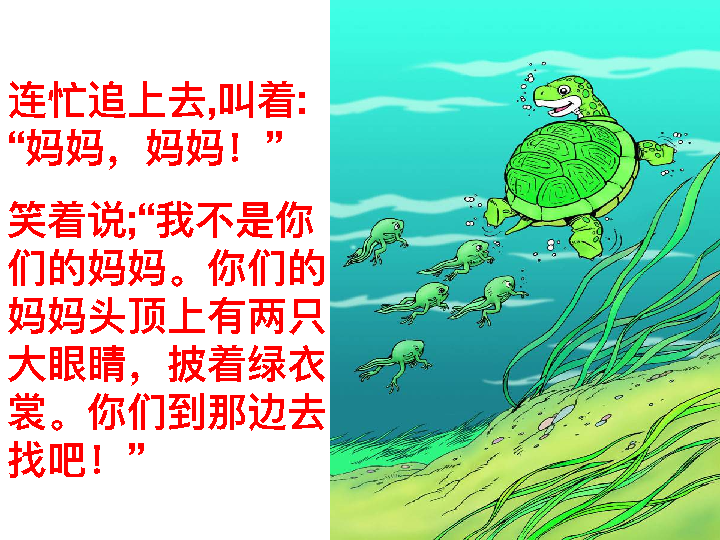 连忙追上去,叫着:
“妈妈，妈妈！”
笑着说;“我不是你
们的妈妈。你们的
妈妈头顶上有两只
大眼睛，披着绿衣
裳。你们到那边去
找吧！”